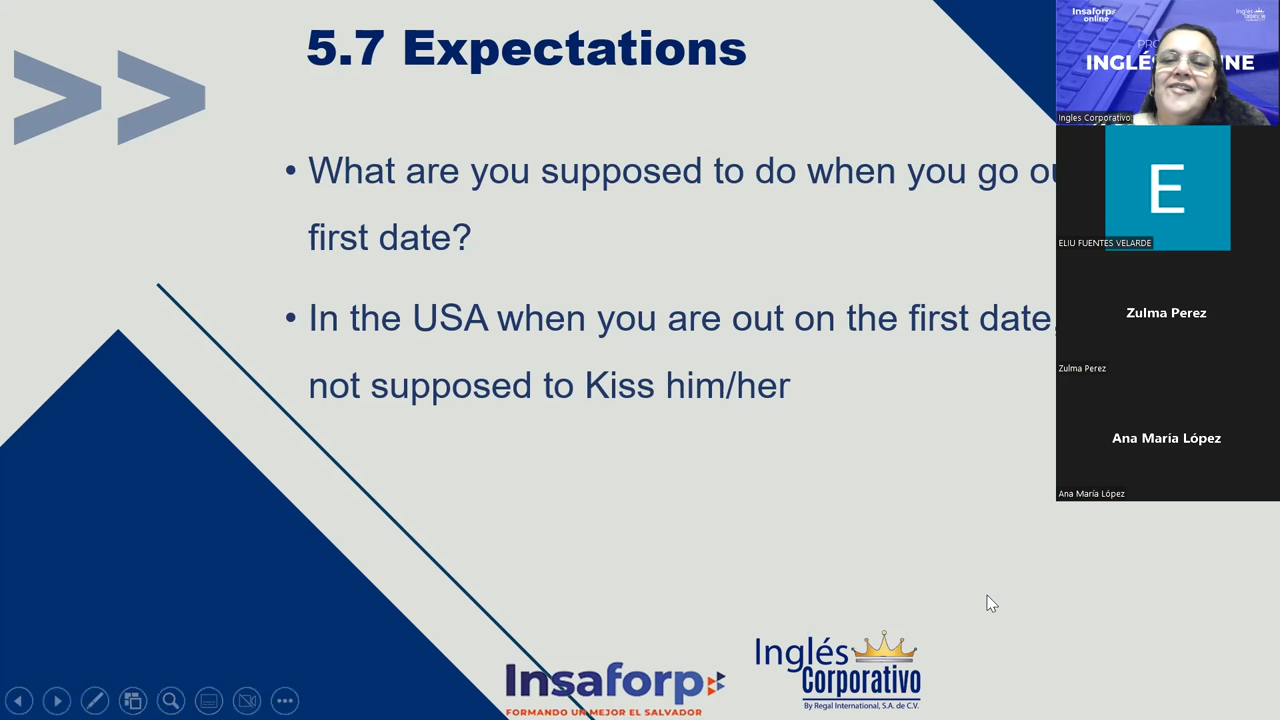 5.7 Expectations
>>
• What are you supposed to do when you go
first date?
• In the USA when you are out on the first date,
not supposed to Kiss him/her
Insaforp
FORMANDO UN MEJOR EL SALVADOR
Inglés
Corporativo
By Regal International, S.A. de C.V.
Insaforp
online
Ingles Corporativo
E
ELIU FUENTES VELARDE
Zulma Perez
Zulma Perez
Ana María López
Ana María López